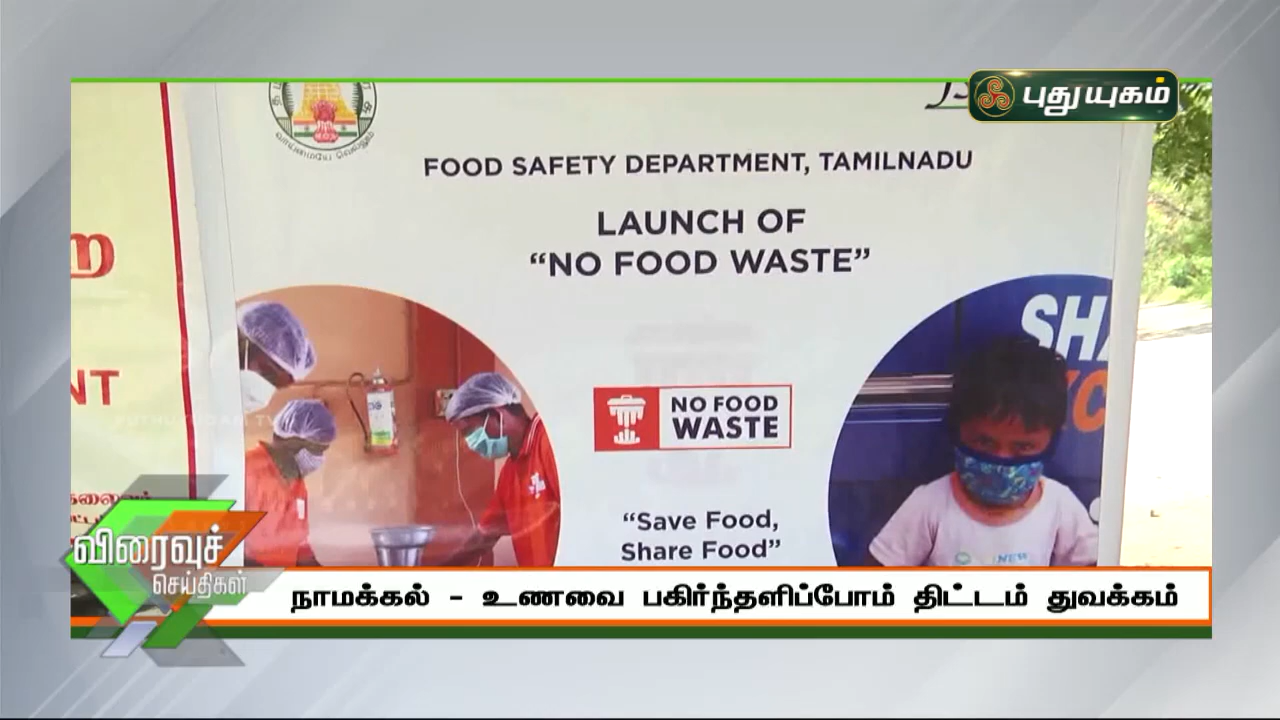 புதுயுகம்
FOOD SAFETY DEPARTMENT, TAMILNADU
LAUNCH OF
“NO FOOD WASTE”
ற
NT
SHA
NO FOOD
WASTE
“Save Food,
Share Food”
விரைவுச்
செய்திகள்
நாமக்கல் - உணவை பகிர்ந்தளிப்போம் திட்டம் துவக்கம்